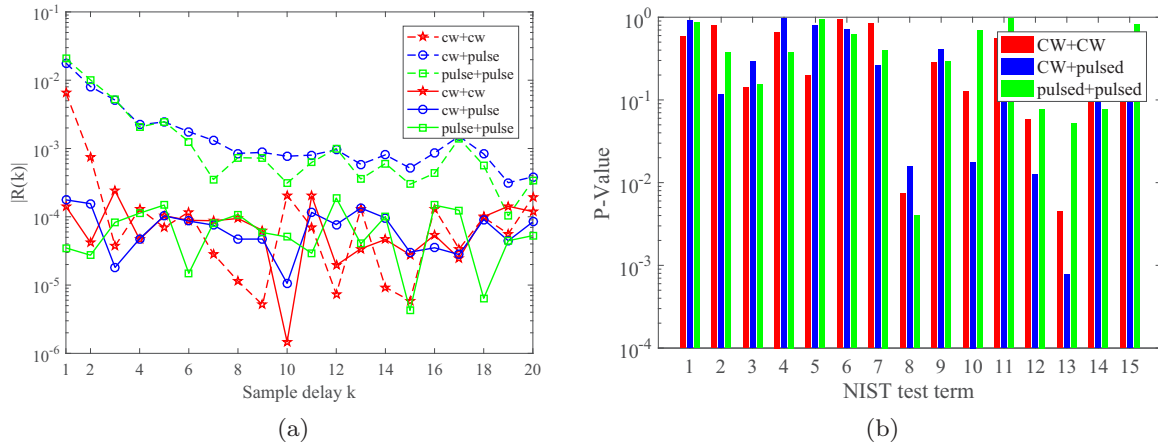 10^0
10^-1
10^-2
10^-3
10^-4
10^-5
10^-6
|R(k)|
cw+cw
cw+pulse
pulse+pulse
cw+cw
cw+pulse
pulse+pulse
1 2 4 6 8 10 12 14 16 18 20
Sample delay k
(a)
10^0
10^-1
10^-2
10^-3
10^-4
P-Value
CW+CW
CW+pulsed
pulsed+pulsed
1 2 3 4 5 6 7 8 9 10 11 12 13 14 15
NIST test term
(b)